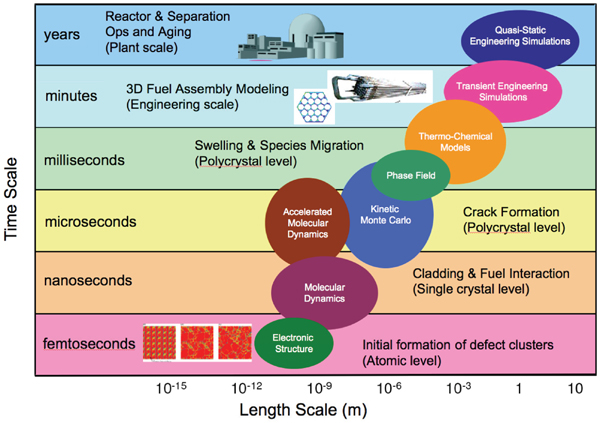 years
Reactor & Separation
Ops and Aging
(Plant scale)
Quasi-Static
Engineering Simulations
minutes
3D Fuel Assembly Modeling
(Engineering scale)
Transient Engineering
Simulations
milliseconds
Swelling & Species Migration
(Polycrystal level)
Thermo-Chemical
Models
Phase Field
microseconds
Accelerated
Molecular
Dynamics
Kinetic
Monte Carlo
Crack Formation
(Polycrystal level)
nanoseconds
Molecular
Dynamics
Cladding & Fuel Interaction
(Single crystal level)
femtoseconds
Electronic
Structure
Initial formation of defect clusters
(Atomic level)
Time Scale
10-15 10-12 10-9 10-6 10-3 1 10
Length Scale (m)